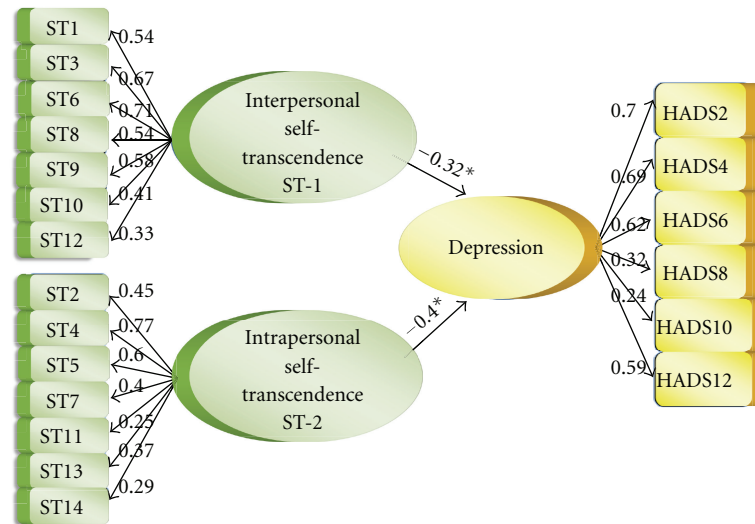 ST1
0.54
ST3
0.67
ST6
0.71
ST8
0.54
ST9
0.58
ST10
0.41
ST12
0.33
Interpersonal
self-
transcendence
ST-1
−0.32*
ST2
0.45
ST4
0.77
ST5
0.6
ST7
0.4
ST11
0.25
ST13
0.37
ST14
0.29
Intrapersonal
self-
transcendence
ST-2
−0.4*
Depression
0.7
HADS2
0.69
HADS4
0.62
HADS6
0.32
HADS8
0.24
HADS10
0.59
HADS12